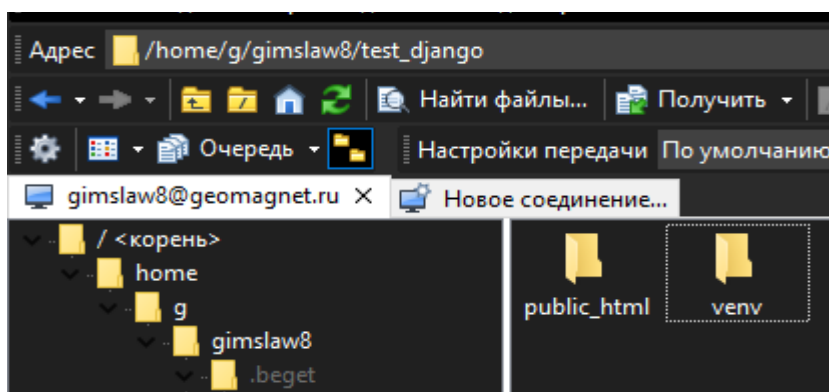 Адрес /home/g/gimslaw8/test_django
Найти файлы... Получить
Очередь Настройки передачи По умолчанию
gimslaw8@geomagnet.ru Новое соединение...
/ <корень>
home
g
gimslaw8
.beget
public_html venv